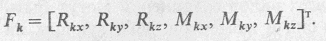 F_k = [R_kx, R_ky, R_kz, M_kx, M_ky, M_kz]^T.